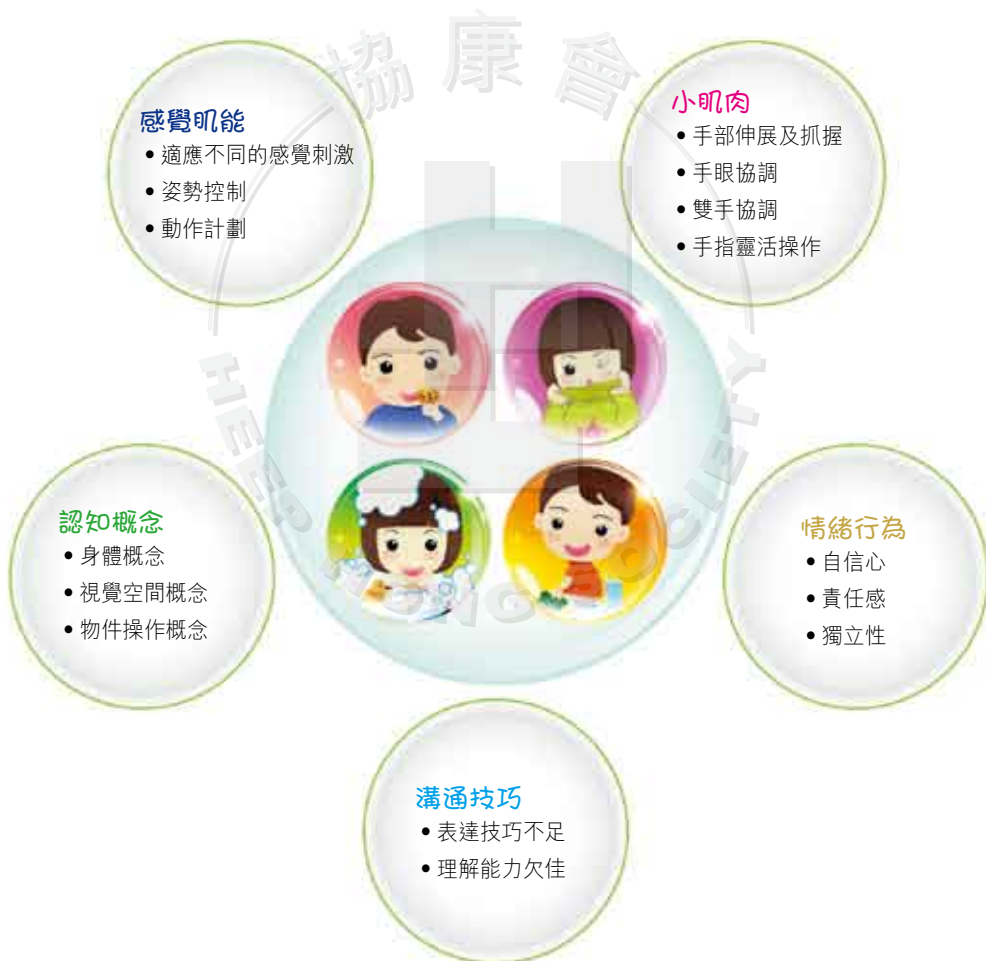 協康會
HEEP HONG SOCIETY
感覺肌能
• 適應不同的感覺刺激
• 姿勢控制
• 動作計劃
小肌肉
• 手部伸展及抓握
• 手眼協調
• 雙手協調
• 手指靈活操作
認知概念
• 身體概念
• 視覺空間概念
• 物件操作概念
情緒行為
• 自信心
• 責任感
• 獨立性
溝通技巧
• 表達技巧不足
• 理解能力欠佳